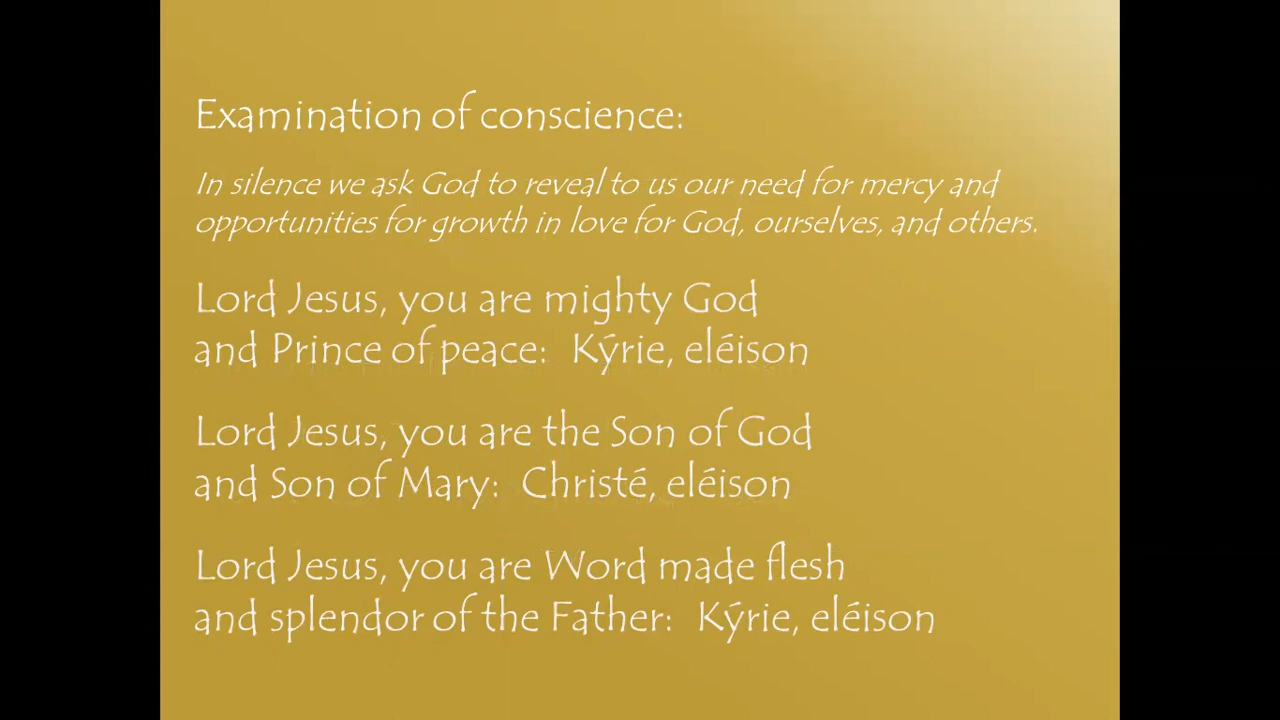 Examination of conscience:
In silence we ask God to reveal to us our need for mercy and
opportunities for growth in love for God, ourselves, and others.
Lord Jesus, you are mighty God
and Prince of peace: Kýrie, eléison
Lord Jesus, you are the Son of God
and Son of Mary: Christé, eléison
Lord Jesus, you are Word made flesh
and splendor of the Father: Kýrie, eléison